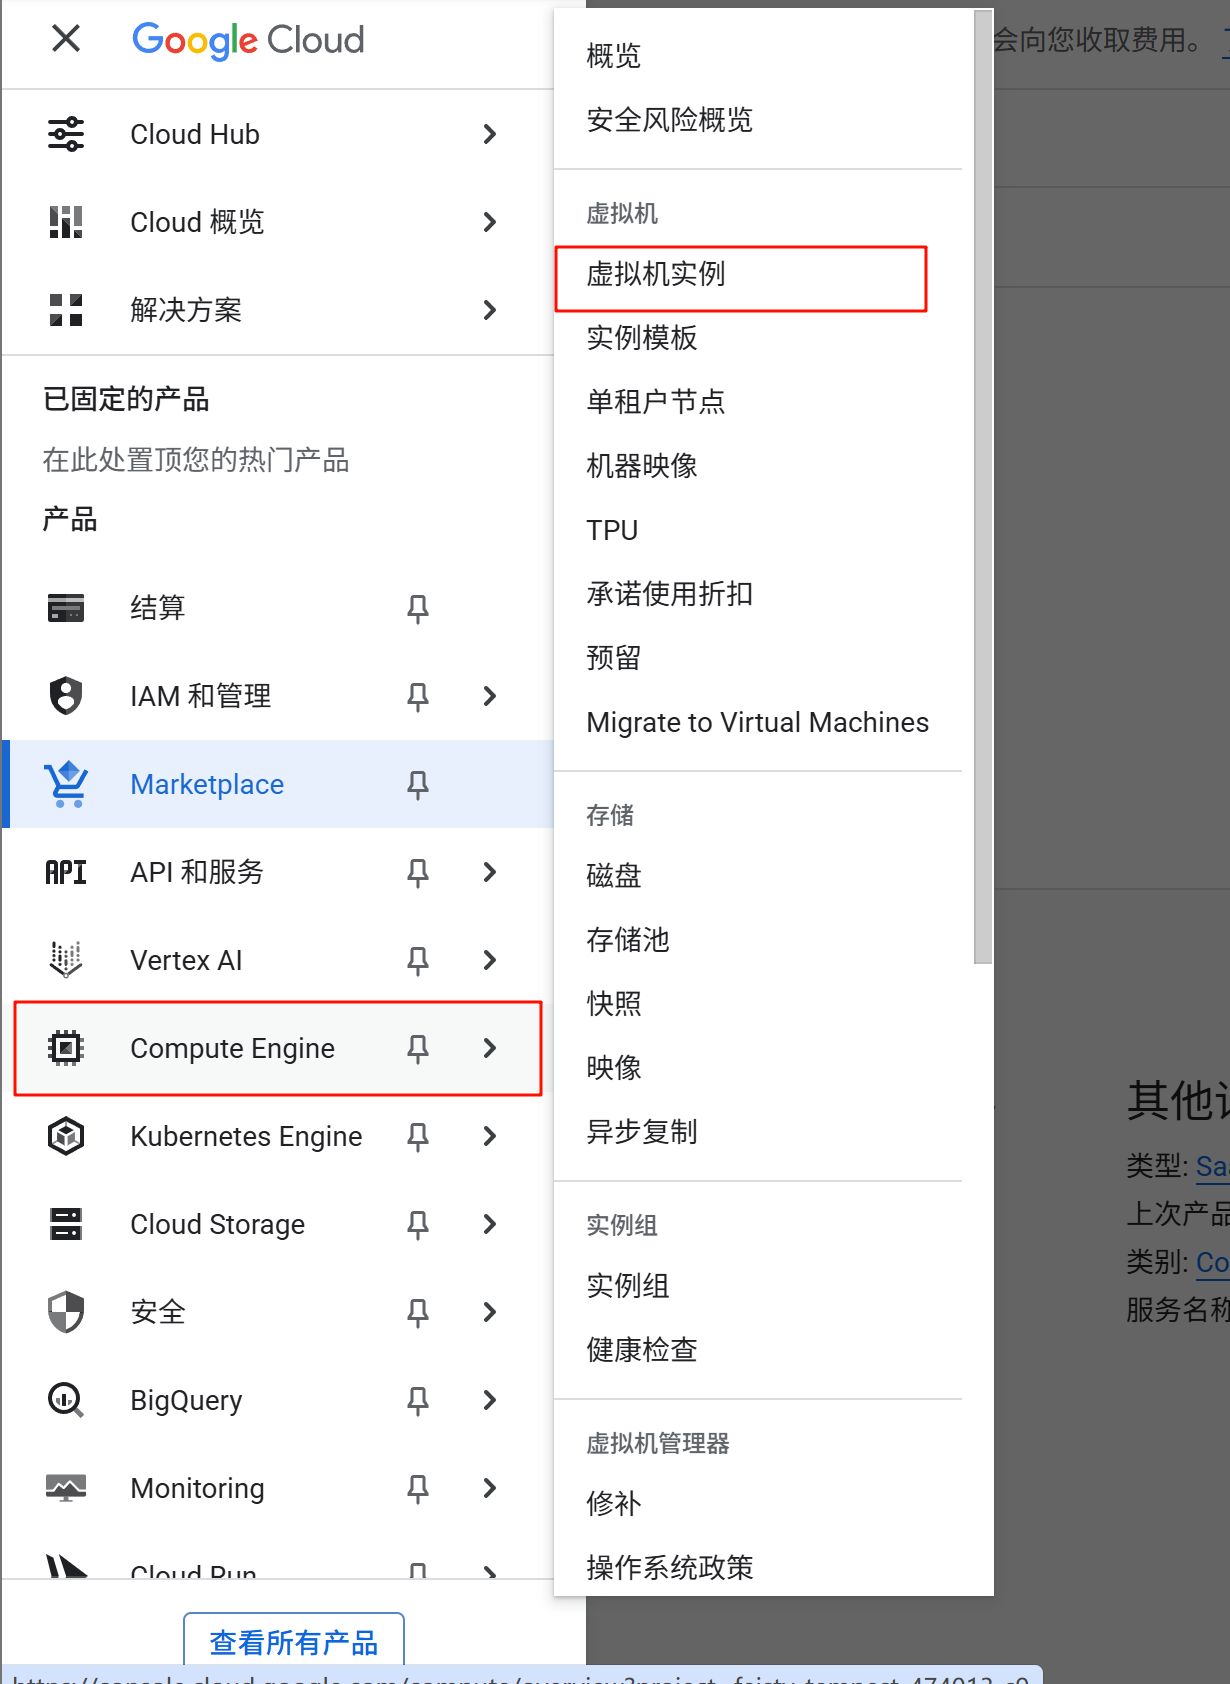 Google Cloud
Cloud Hub
Cloud 概览
解决方案
已固定的产品
在此处置顶您的热门产品
产品
结算
IAM 和管理
Marketplace
API 和服务
Vertex AI
Compute Engine
Kubernetes Engine
Cloud Storage
安全
BigQuery
Monitoring
Cloud Run
查看所有产品
概览
安全风险概览
虚拟机
虚拟机实例
实例模板
单租户节点
机器映像
TPU
承诺使用折扣
预留
Migrate to Virtual Machines
存储
磁盘
存储池
快照
映像
异步复制
实例组
实例组
健康检查
虚拟机管理器
修补
操作系统政策
会向您收取费用。
其他
类型: Saa
上次产品
类别: Co
服务名称